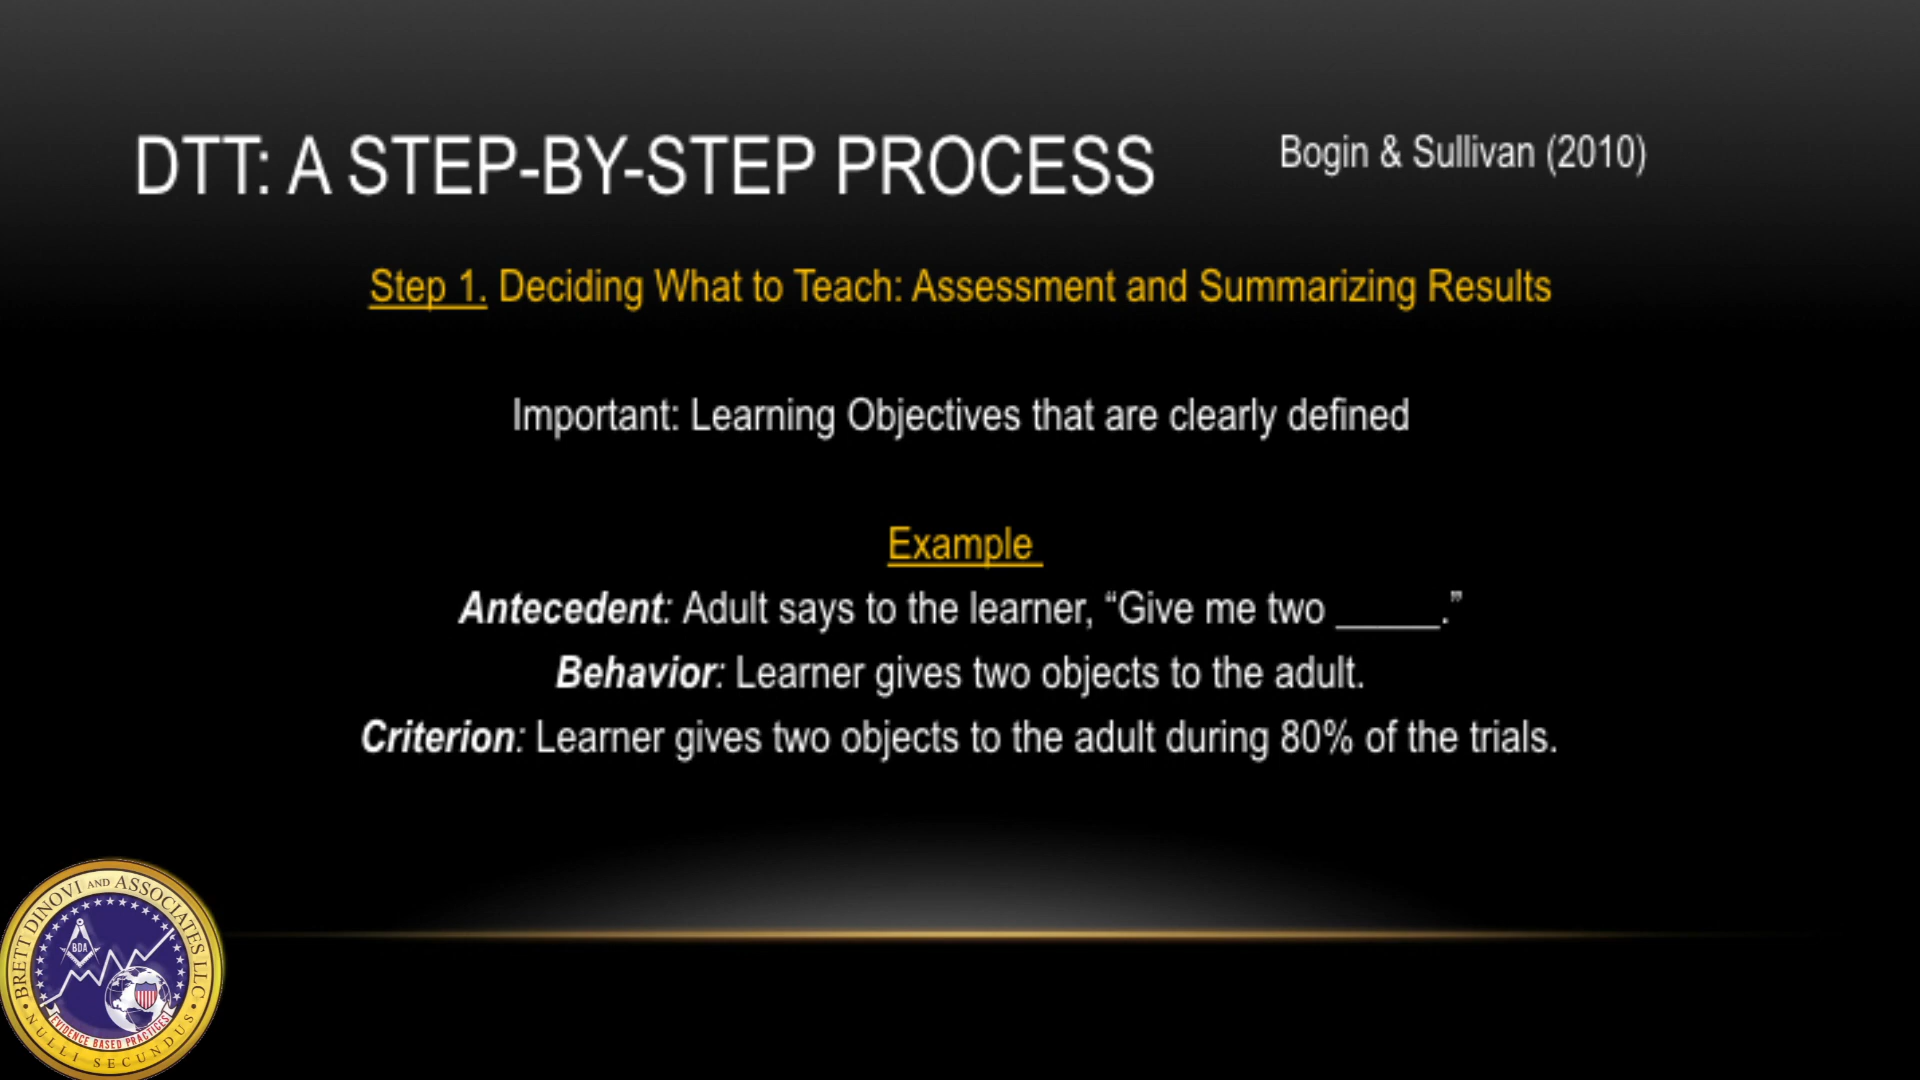 DTT: A STEP-BY-STEP PROCESS
Bogin & Sullivan (2010)
Step 1. Deciding What to Teach: Assessment and Summarizing Results
Important: Learning Objectives that are clearly defined
Example
Antecedent: Adult says to the learner, “Give me two _____.”
Behavior: Learner gives two objects to the adult.
Criterion: Learner gives two objects to the adult during 80% of the trials.
BRETT DINOVI AND ASSOCIATES LLC
BDA
EVIDENCE BASED PRACTICES
NULLI SECUNDUS